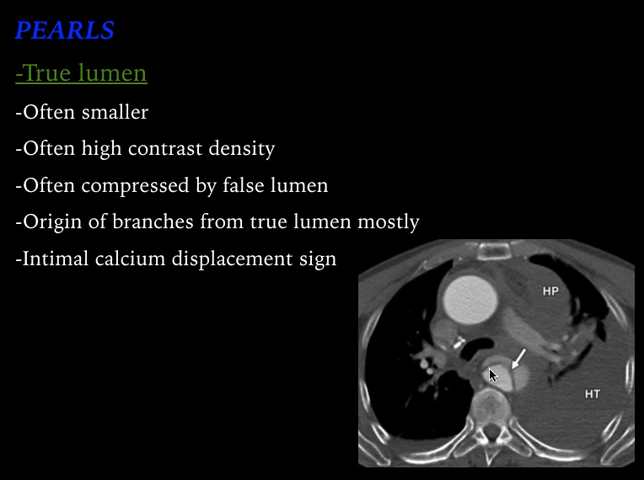 PEARLS
-True lumen
-Often smaller
-Often high contrast density
-Often compressed by false lumen
-Origin of branches from true lumen mostly
-Intimal calcium displacement sign
HP
HT